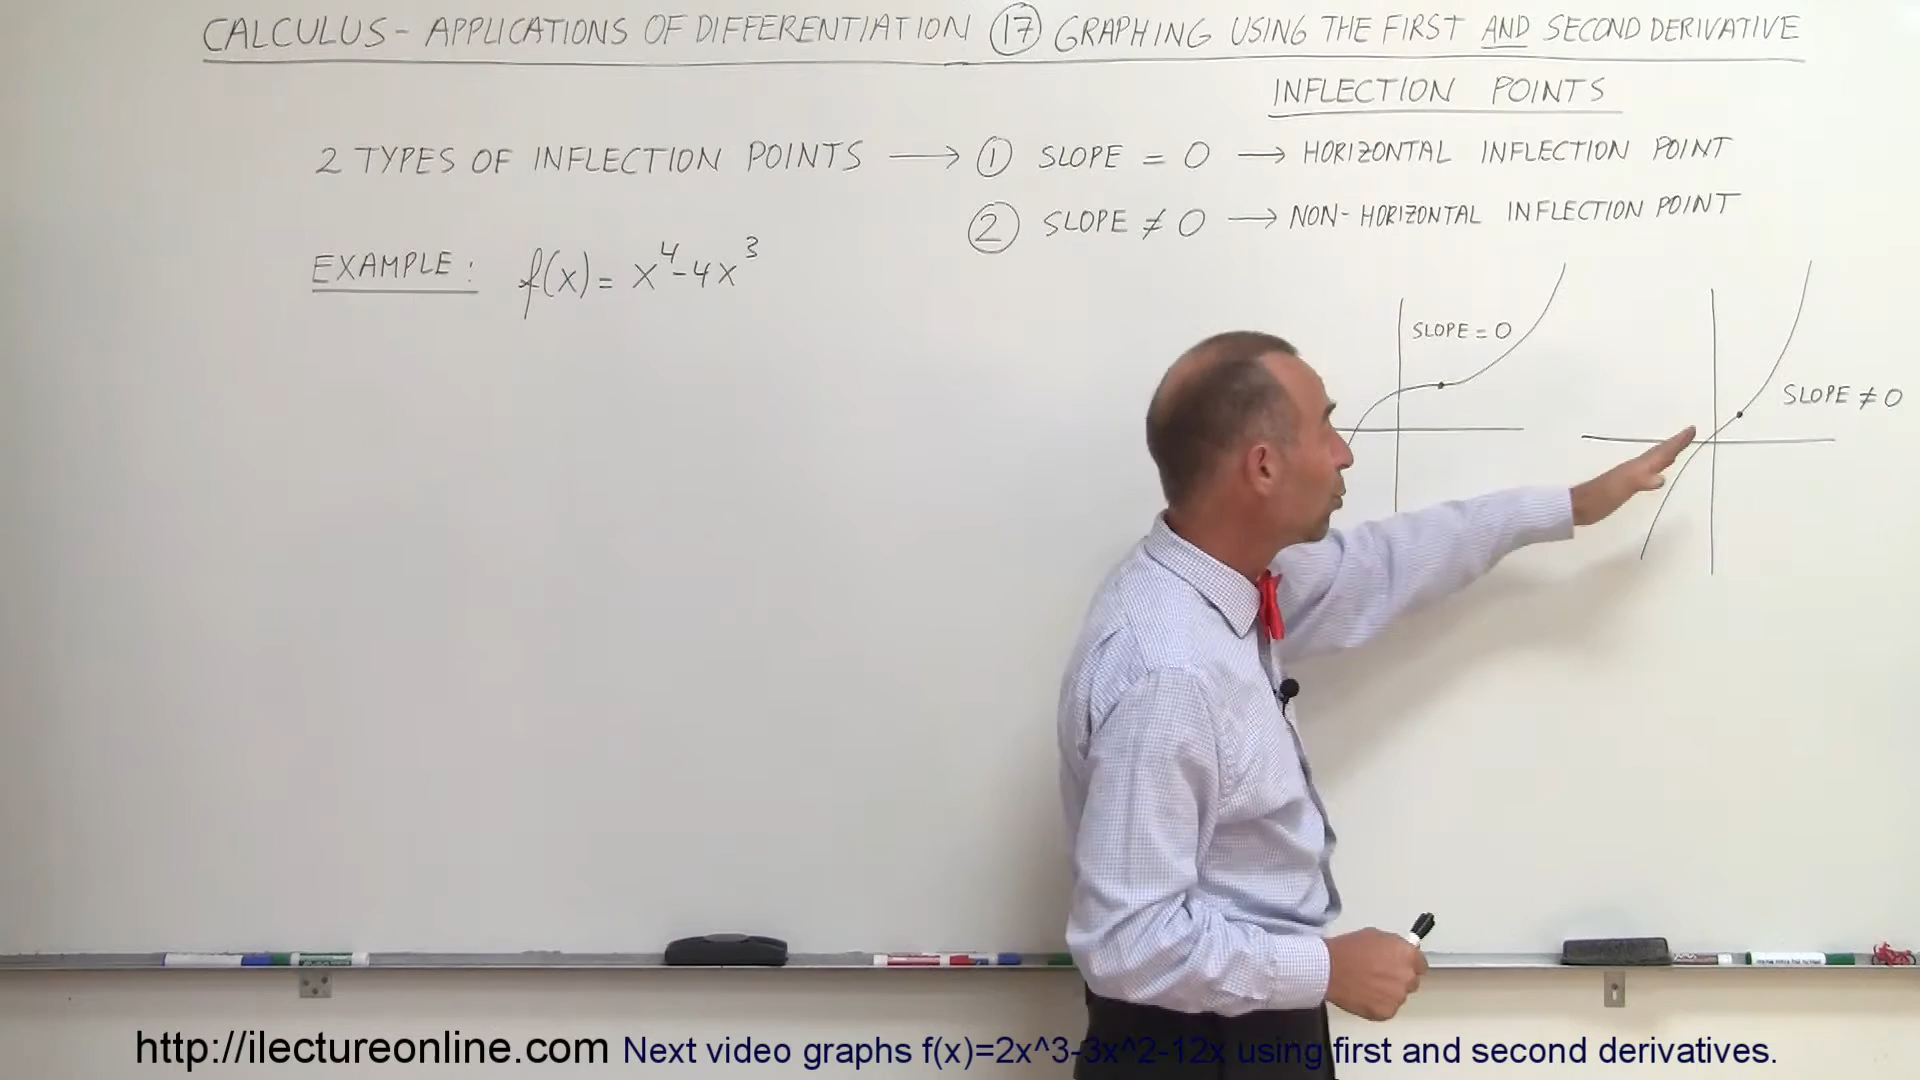 CALCULUS - APPLICATIONS OF DIFFERENTIATION 17 GRAPHING USING THE FIRST AND SECOND DERIVATIVE
INFLECTION POINTS
2 TYPES OF INFLECTION POINTS → 1 SLOPE = 0 → HORIZONTAL INFLECTION POINT
2 SLOPE ≠ 0 → NON-HORIZONTAL INFLECTION POINT
EXAMPLE: f(x) = x⁴-4x³
SLOPE = 0
SLOPE ≠ 0
http://ilectureonline.com Next video graphs f(x)=2x^3-3x^2-12x using first and second derivatives.